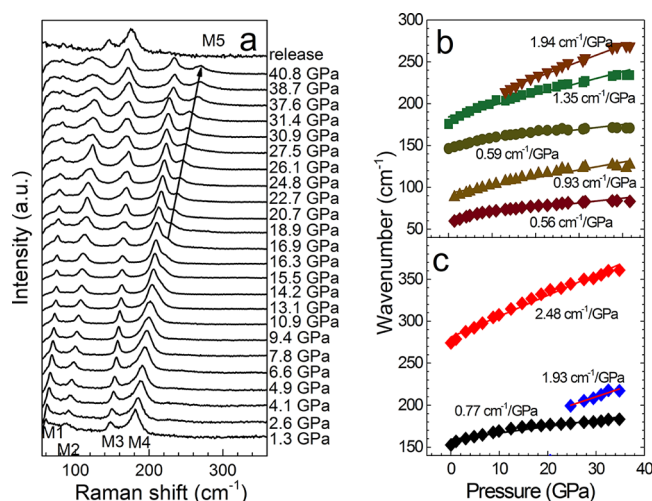 a
M5
release
40.8 GPa
38.7 GPa
37.6 GPa
31.4 GPa
30.9 GPa
27.5 GPa
26.1 GPa
24.8 GPa
22.7 GPa
20.7 GPa
18.9 GPa
16.9 GPa
16.3 GPa
15.5 GPa
14.2 GPa
13.1 GPa
10.9 GPa
9.4 GPa
7.8 GPa
6.6 GPa
4.9 GPa
4.1 GPa
2.6 GPa
1.3 GPa
M1
M2
M3 M4
Intensity (a.u.)
100 200 300
Raman shift (cm⁻¹)
b
300
250
200
150
100
50
1.94 cm⁻¹/GPa
1.35 cm⁻¹/GPa
0.59 cm⁻¹/GPa
0.93 cm⁻¹/GPa
0.56 cm⁻¹/GPa
Wavenumber (cm⁻¹)
c
350
300
250
200
150
2.48 cm⁻¹/GPa
1.93 cm⁻¹/GPa
0.77 cm⁻¹/GPa
0 10 20 30 40
Pressure (GPa)